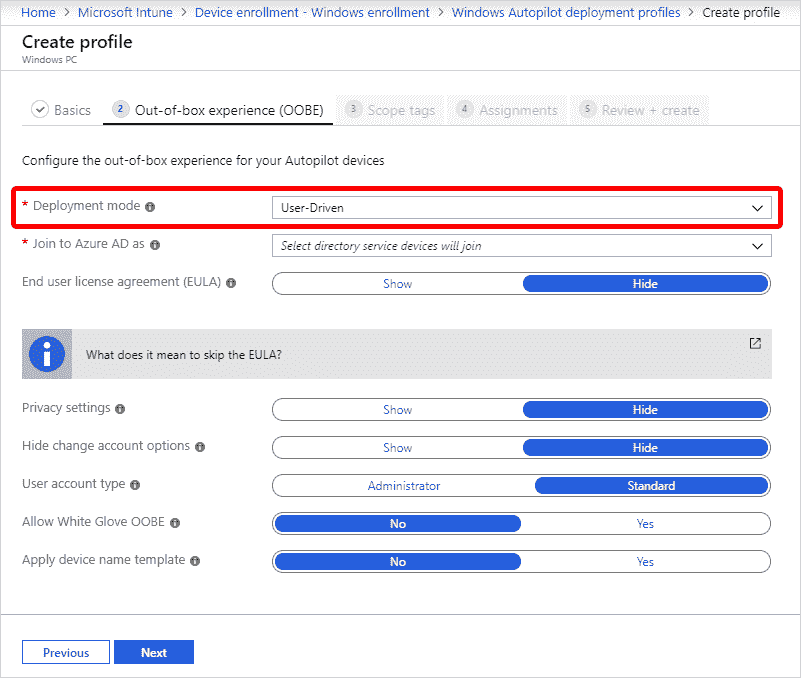 Home > Microsoft Intune > Device enrollment - Windows enrollment > Windows Autopilot deployment profiles > Create profile
Create profile
Windows PC
Basics 2 Out-of-box experience (OOBE) 3 Scope tags 4 Assignments 5 Review + create
Configure the out-of-box experience for your Autopilot devices
* Deployment mode User-Driven
* Join to Azure AD as Select directory service devices will join
End user license agreement (EULA) Show Hide
What does it mean to skip the EULA?
Privacy settings Show Hide
Hide change account options Show Hide
User account type Administrator Standard
Allow White Glove OOBE No Yes
Apply device name template No Yes
Previous Next